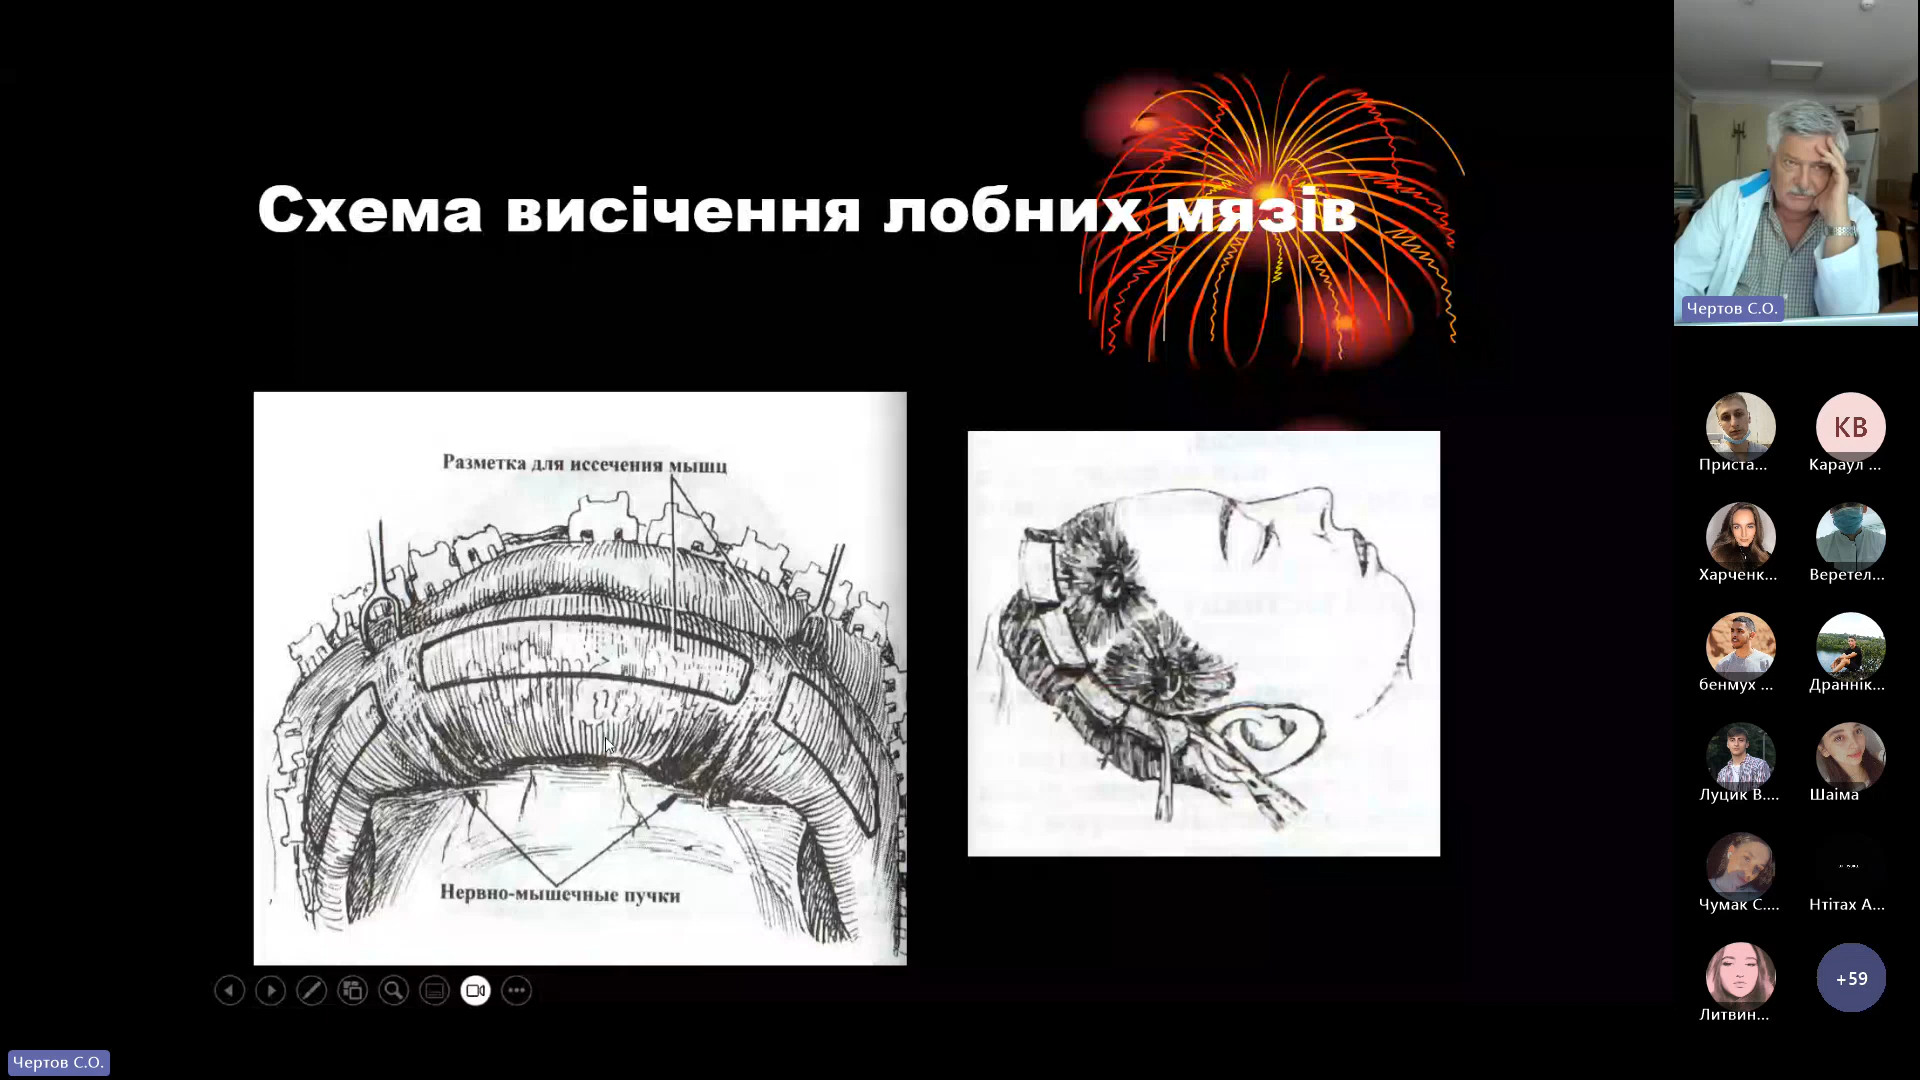 Схема висічення лобних мязів
Разметка для иссечения мышц
Нервно-мышечные пучки
Чертов С.О.
Чертов С.О.
Приста...
КВ
Караул ...
Харченк...
Веретел...
бенмух ...
Драннік...
Луцик В....
Шаіма
Чумак С....
Нтітах А...
Литвин...
+59